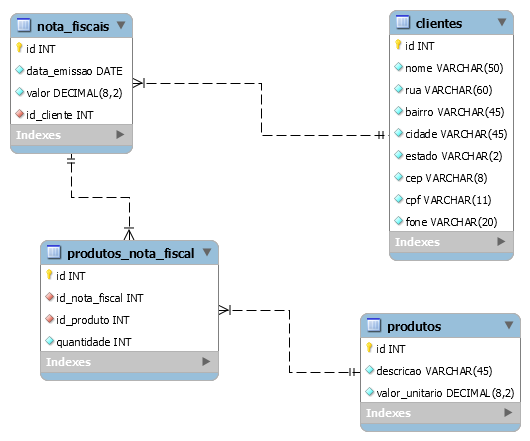 nota_fiscais
id INT
data_emissao DATE
valor DECIMAL(8,2)
id_cliente INT
Indexes
clientes
id INT
nome VARCHAR(50)
rua VARCHAR(60)
bairro VARCHAR(45)
cidade VARCHAR(45)
estado VARCHAR(2)
cep VARCHAR(8)
cpf VARCHAR(11)
fone VARCHAR(20)
Indexes
produtos_nota_fiscal
id INT
id_nota_fiscal INT
id_produto INT
quantidade INT
Indexes
produtos
id INT
descricao VARCHAR(45)
valor_unitario DECIMAL(8,2)
Indexes